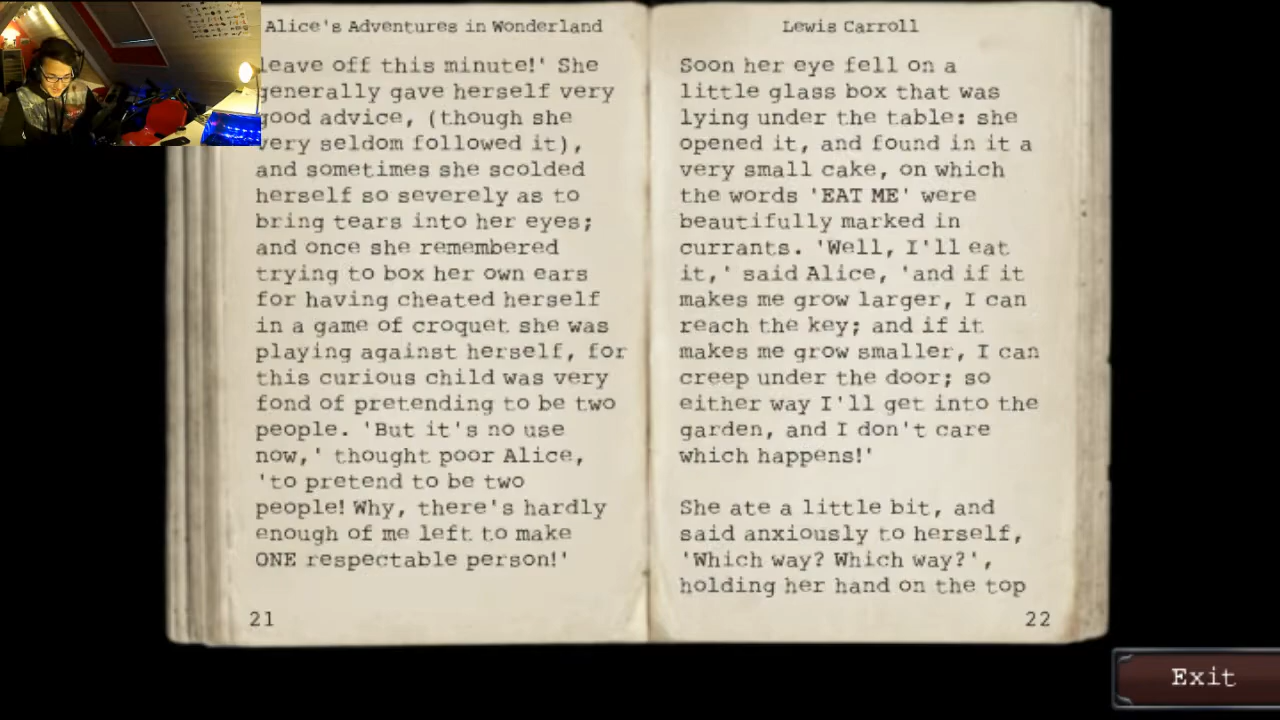 Alice's Adventures in Wonderland
leave off this minute!' She
generally gave herself very
good advice, (though she
very seldom followed it),
and sometimes she scolded
herself so severely as to
bring tears into her eyes;
and once she remembered
trying to box her own ears
for having cheated herself
in a game of croquet she was
playing against herself, for
this curious child was very
fond of pretending to be two
people. 'But it's no use
now,' thought poor Alice,
'to pretend to be two
people! Why, there's hardly
enough of me left to make
ONE respectable person!'
21
Lewis Carroll
Soon her eye fell on a
little glass box that was
lying under the table: she
opened it, and found in it a
very small cake, on which
the words 'EAT ME' were
beautifully marked in
currants. 'Well, I'll eat
it,' said Alice, 'and if it
makes me grow larger, I can
reach the key; and if it
makes me grow smaller, I can
creep under the door; so
either way I'll get into the
garden, and I don't care
which happens!'
She ate a little bit, and
said anxiously to herself,
'Which way? Which way?',
holding her hand on the top
22
Exit